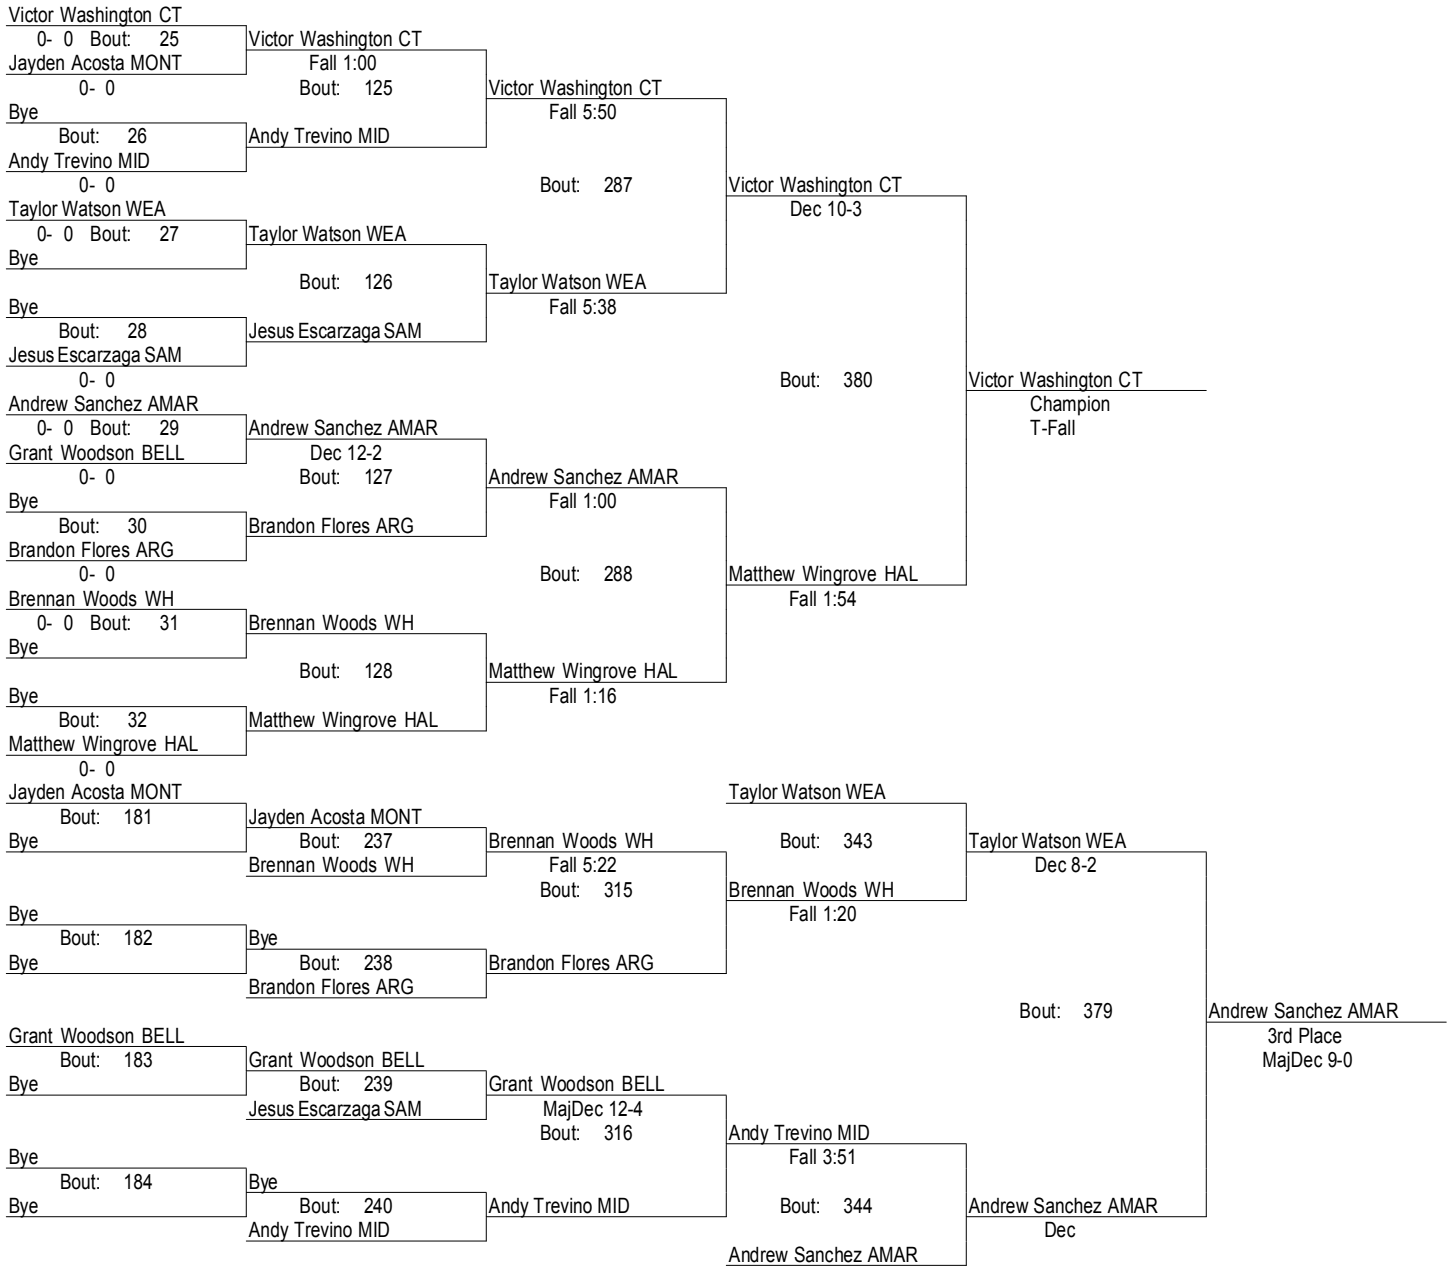 Victor Washington CT
0- 0 Bout: 25
Victor Washington CT
Jayden Acosta MONT
Fall 1:00
0- 0
Bout: 125
Victor Washington CT
Bye
Fall 5:50
Bout: 26
Andy Trevino MID
Andy Trevino MID
0- 0
Bout: 287
Victor Washington CT
Taylor Watson WEA
Dec 10-3
0- 0 Bout: 27
Taylor Watson WEA
Bye
Bout: 126
Taylor Watson WEA
Bye
Fall 5:38
Bout: 28
Jesus Escarzaga SAM
Jesus Escarzaga SAM
0- 0
Bout: 380
Victor Washington CT
Andrew Sanchez AMAR
Champion
0- 0 Bout: 29
Andrew Sanchez AMAR
T-Fall
Grant Woodson BELL
Dec 12-2
0- 0
Bout: 127
Andrew Sanchez AMAR
Bye
Fall 1:00
Bout: 30
Brandon Flores ARG
Brandon Flores ARG
0- 0
Bout: 288
Matthew Wingrove HAL
Brennan Woods WH
Fall 1:54
0- 0 Bout: 31
Brennan Woods WH
Bye
Bout: 128
Matthew Wingrove HAL
Bye
Fall 1:16
Bout: 32
Matthew Wingrove HAL
Matthew Wingrove HAL
0- 0
Jayden Acosta MONT
Taylor Watson WEA
Bout: 181
Jayden Acosta MONT
Bye
Bout: 237
Brennan Woods WH
Bout: 343
Taylor Watson WEA
Brennan Woods WH
Fall 5:22
Dec 8-2
Bout: 315
Brennan Woods WH
Bye
Fall 1:20
Bout: 182
Bye
Bye
Bout: 238
Brandon Flores ARG
Brandon Flores ARG
Bout: 379
Andrew Sanchez AMAR
Grant Woodson BELL
3rd Place
Bout: 183
Grant Woodson BELL
MajDec 9-0
Bye
Bout: 239
Grant Woodson BELL
Jesus Escarzaga SAM
MajDec 12-4
Bout: 316
Andy Trevino MID
Bye
Fall 3:51
Bout: 184
Bye
Bye
Bout: 240
Andy Trevino MID
Bout: 344
Andrew Sanchez AMAR
Andy Trevino MID
Dec
Andrew Sanchez AMAR